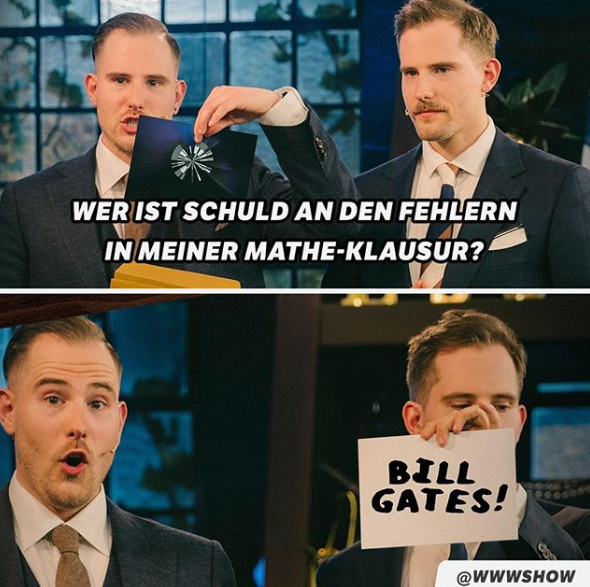 WER IST SCHULD AN DEN FEHLERN
IN MEINER MATHE-KLAUSUR?
BILL
GATES!
@WWWSHOW